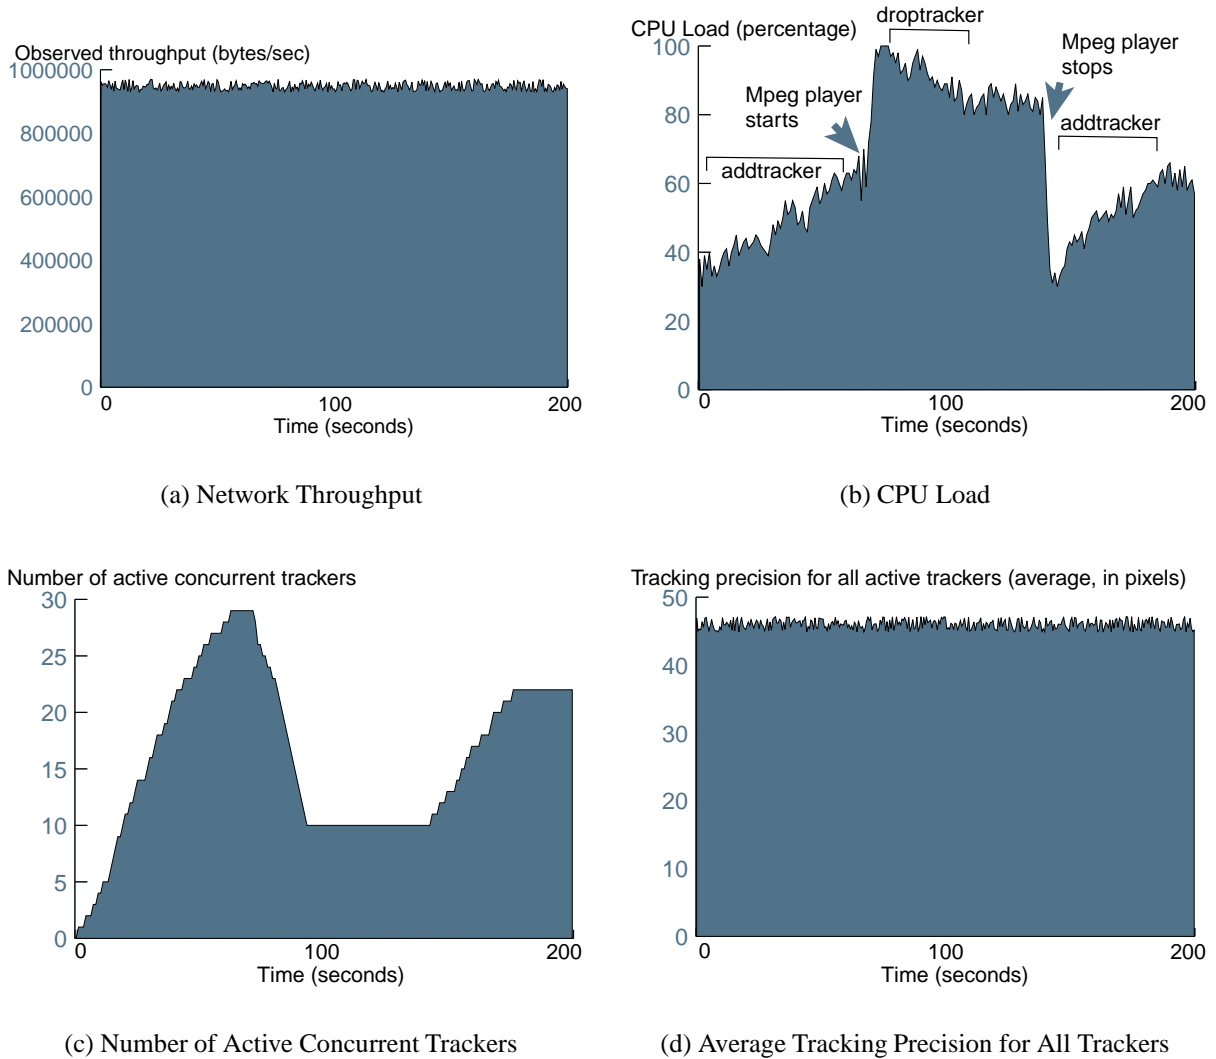 Observed throughput (bytes/sec)
1000000
800000
600000
400000
200000
0
0 100 200
Time (seconds)
(a) Network Throughput
CPU Load (percentage)
droptracker
Mpeg player
stops
Mpeg player
starts
addtracker
addtracker
100
80
60
40
20
0
0 100 200
Time (seconds)
(b) CPU Load
Number of active concurrent trackers
30
25
20
15
10
5
0
0 100 200
Time (seconds)
(c) Number of Active Concurrent Trackers
Tracking precision for all active trackers (average, in pixels)
50
40
30
20
10
0
0 100 200
Time (seconds)
(d) Average Tracking Precision for All Trackers